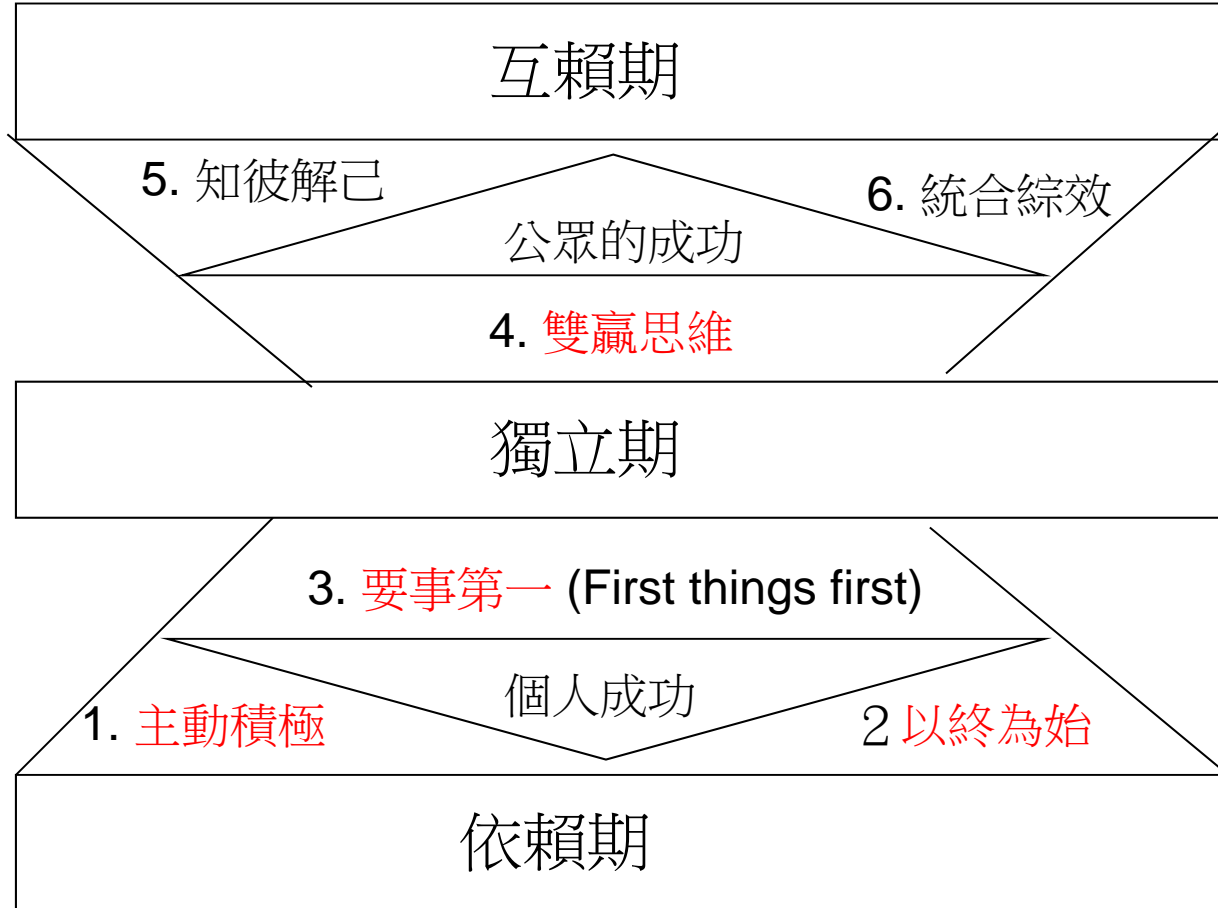 互賴期
5. 知彼解己
6. 統合綜效
公眾的成功
4. 雙贏思維
獨立期
3. 要事第一 (First things first)
個人成功
1. 主動積極
２以終為始
依賴期